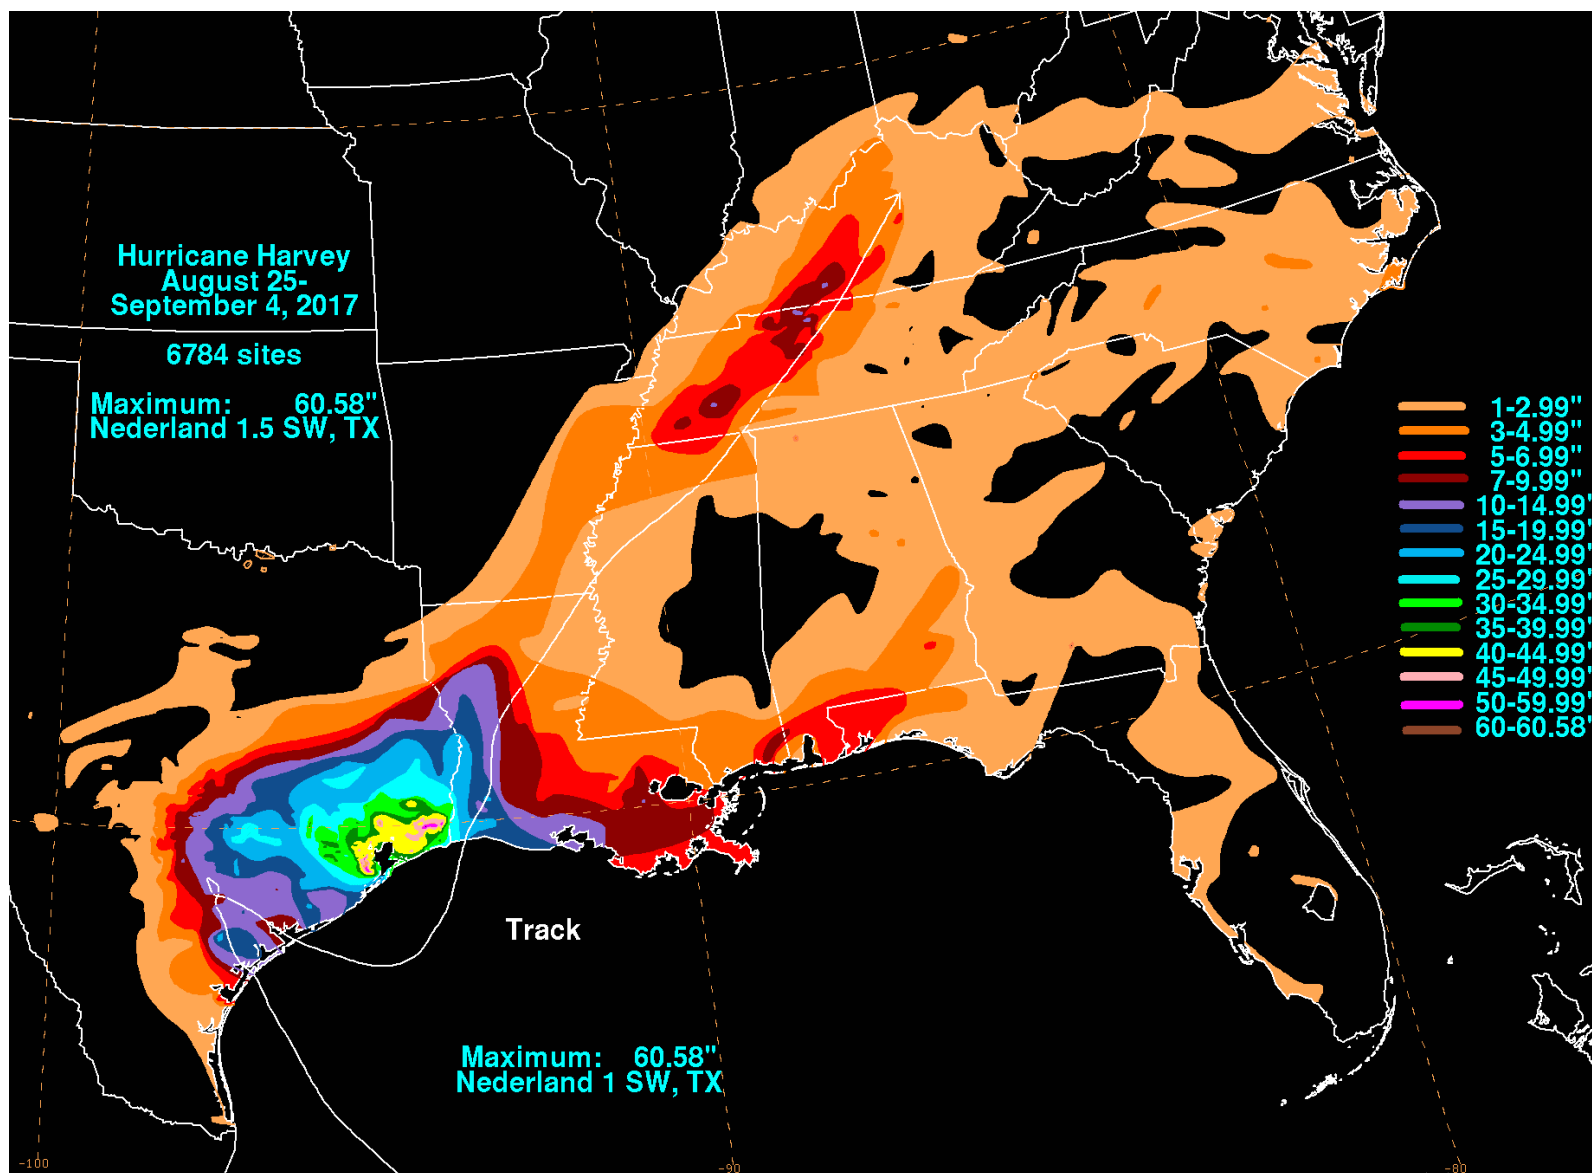 Hurricane Harvey
August 25-
September 4, 2017
6784 sites
Maximum: 60.58"
Nederland 1.5 SW, TX
1-2.99"
3-4.99"
5-6.99"
7-9.99"
10-14.99"
15-19.99"
20-24.99"
25-29.99"
30-34.99"
35-39.99"
40-44.99"
45-49.99"
50-59.99"
60-60.58"
Track
Maximum: 60.58"
Nederland 1 SW, TX
-100
-90
-80